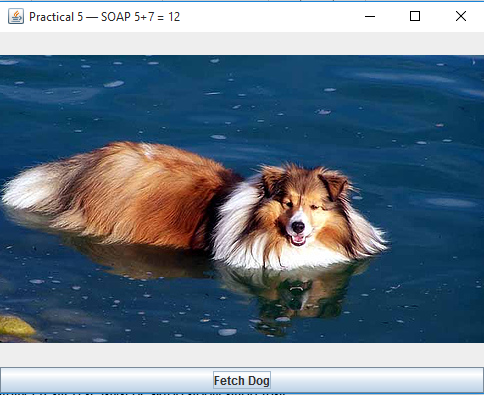 Practical 5 — SOAP 5+7 = 12
Fetch Dog